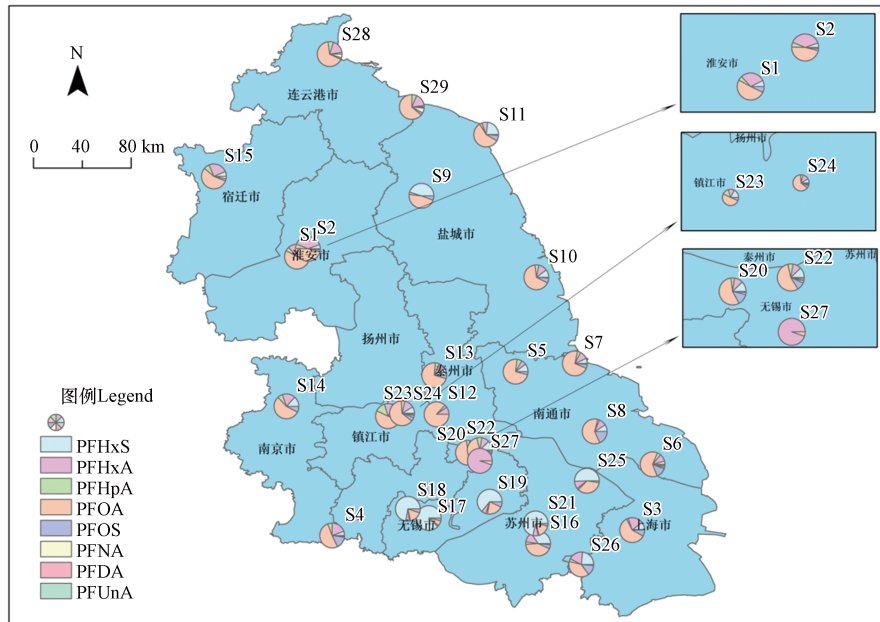 N
0 40 80 km
S28
连云港市
S29
S11
S15
宿迁市
S9
盐城市
S1
S2
淮安市
S10
扬州市
S13
泰州市
S5
S7
S14
南京市
S23
S24
S12
镇江市
南通市
S8
S20
S22
S27
S6
S25
S18
S17
无锡市
S19
S21
S16
苏州市
S3
上海市
S4
S26
S2
淮安市
S1
扬州市
镇江市
S23
S24
泰州市
苏州市
S20
S22
无锡市
S27
图例Legend
PFHxS
PFHxA
PFHpA
PFOA
PFOS
PFNA
PFDA
PFUnA